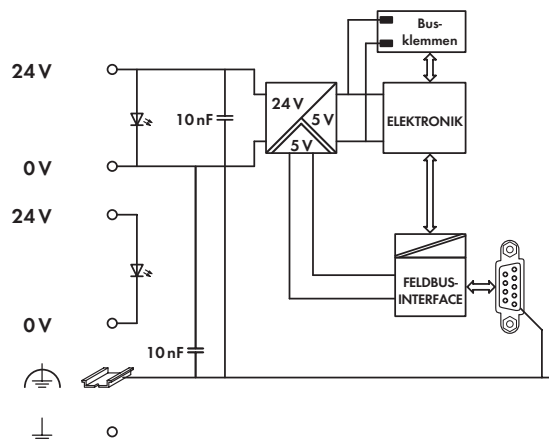 Bus-
klemmen
24 V
10 nF
24 V
5 V
5 V
ELEKTRONIK
0 V
24 V
FELDBUS-
INTERFACE
0 V
10 nF